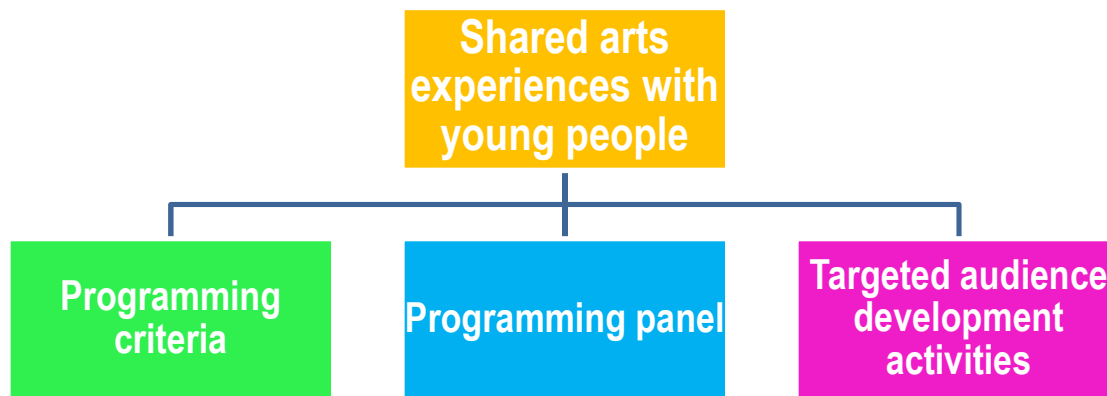 Shared arts
experiences with
young people
Programming
criteria
Programming panel
Targeted audience
development
activities